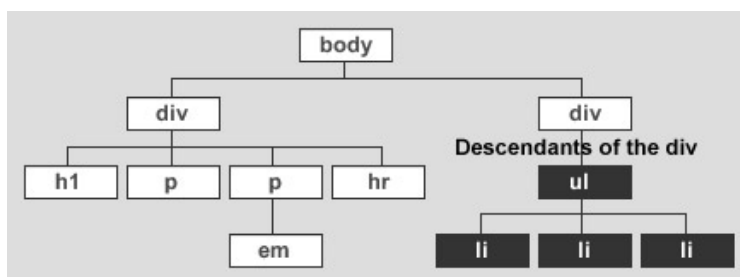 body
div div
Descendants of the div
h1 p p hr ul
em li li li